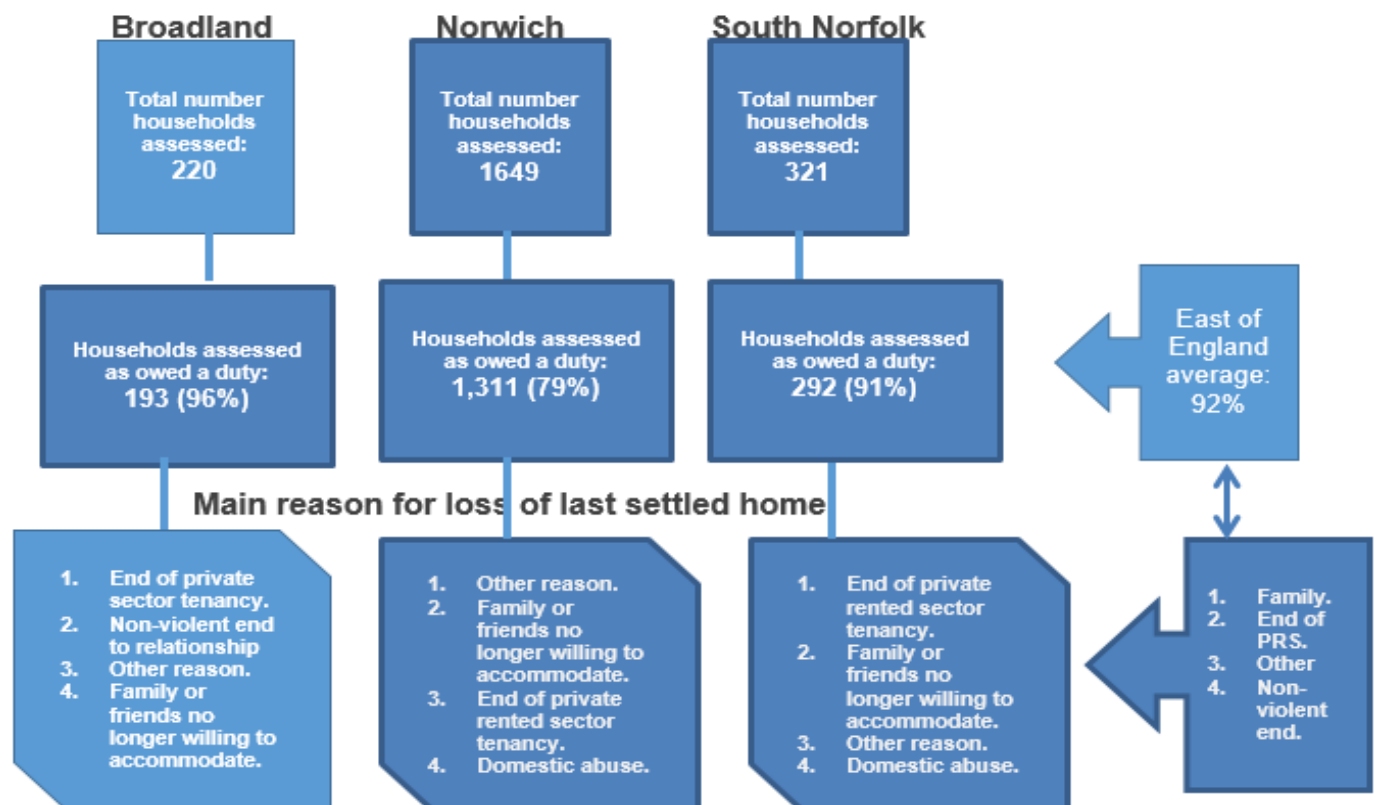 Broadland
Norwich
South Norfolk
Total number
households
assessed:
220
Total number
households
assessed:
1649
Total number
households
assessed:
321
Households assessed
as owed a duty:
193 (96%)
Households assessed
as owed a duty:
1,311 (79%)
Households assessed
as owed a duty:
292 (91%)
East of
England
average:
92%
Main reason for loss of last settled home
1. End of private
sector tenancy.
2. Non-violent end
to relationship
3. Other reason.
4. Family or
friends no
longer willing to
accommodate.
1. Other reason.
2. Family or
friends no
longer willing to
accommodate.
3. End of private
rented sector
tenancy.
4. Domestic abuse.
1. End of private
rented sector
tenancy.
2. Family or
friends no
longer willing to
accommodate.
3. Other reason.
4. Domestic abuse.
1. Family.
2. End of
PRS.
3. Other
4. Non-
violent
end.